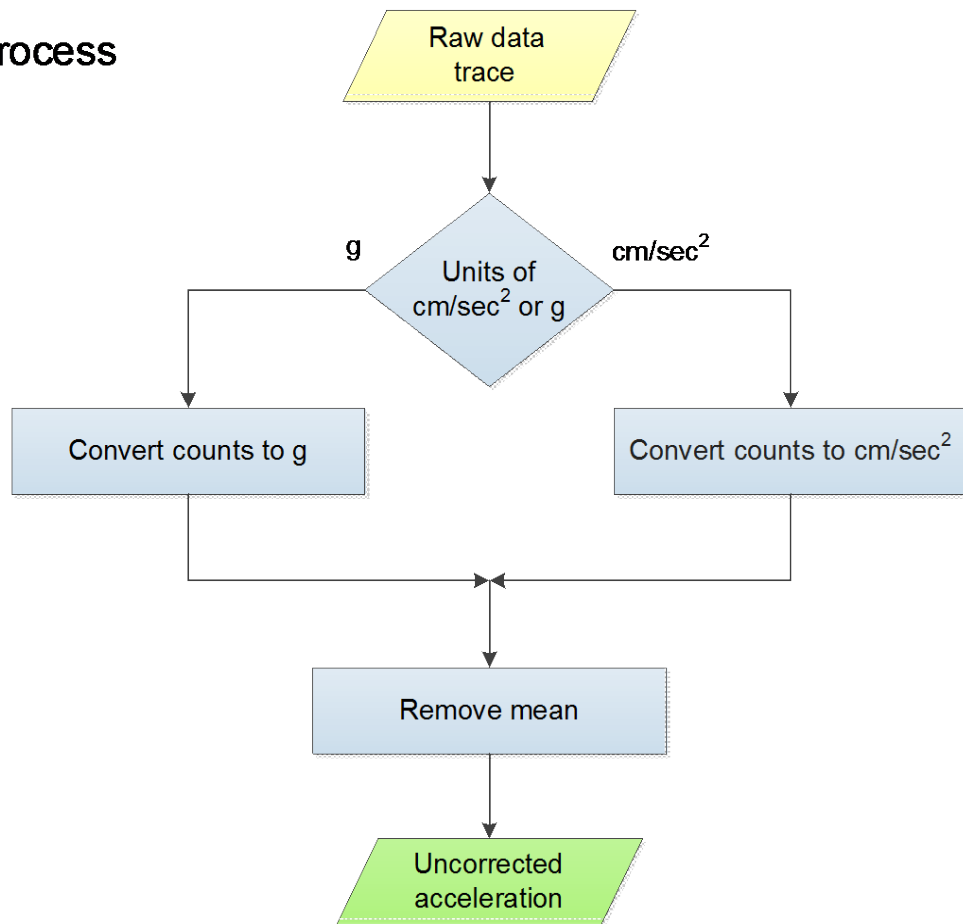 rocess
Raw data
trace
g
cm/sec²
Units of
cm/sec² or g
Convert counts to g
Convert counts to cm/sec²
Remove mean
Uncorrected
acceleration